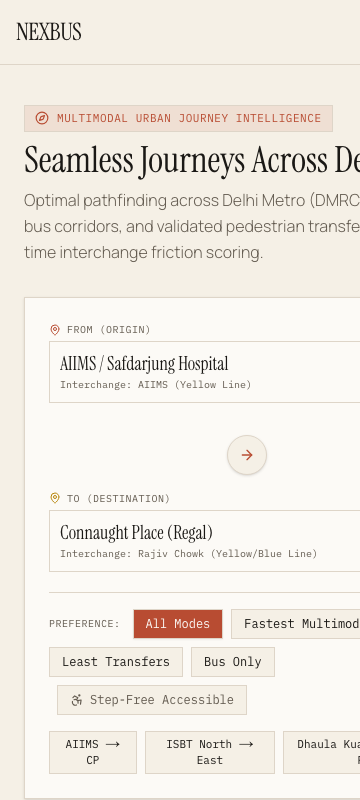 NEXBUS
MULTIMODAL URBAN JOURNEY INTELLIGENCE
Seamless Journeys Across De
Optimal pathfinding across Delhi Metro (DMRC
bus corridors, and validated pedestrian transfe
time interchange friction scoring.
FROM (ORIGIN)
AIIMS / Safdarjung Hospital
Interchange: AIIMS (Yellow Line)
TO (DESTINATION)
Connaught Place (Regal)
Interchange: Rajiv Chowk (Yellow/Blue Line)
PREFERENCE: All Modes Fastest Multimod
Least Transfers Bus Only
Step-Free Accessible
AIIMS → ISBT North → Dhaula Kua
CP East